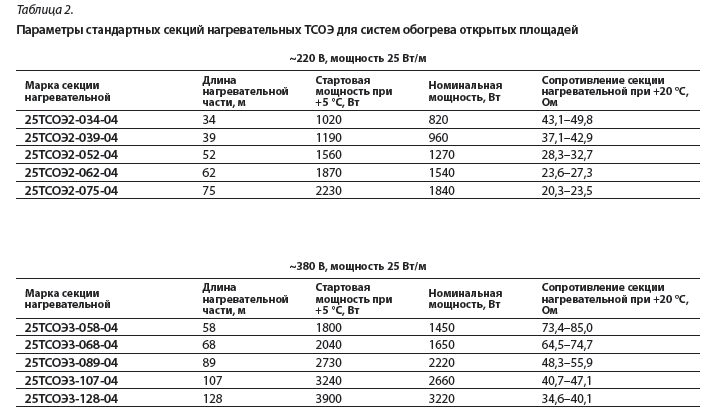 Таблица 2.
Параметры стандартных секций нагревательных ТСОЭ для систем обогрева открытых площадей
~220 В, мощность 25 Вт/м
Марка секции нагревательной	Длина нагревательной части, м	Стартовая мощность при +5 °С, Вт	Номинальная мощность, Вт	Сопротивление секции нагревательной при +20 °С, Ом
25ТСОЭ2-034-04	34	1020	820	43,1–49,8
25ТСОЭ2-039-04	39	1190	960	37,1–42,9
25ТСОЭ2-052-04	52	1560	1270	28,3–32,7
25ТСОЭ2-062-04	62	1870	1540	23,6–27,3
25ТСОЭ2-075-04	75	2230	1840	20,3–23,5
~380 В, мощность 25 Вт/м
Марка секции нагревательной	Длина нагревательной части, м	Стартовая мощность при +5 °С, Вт	Номинальная мощность, Вт	Сопротивление секции нагревательной при +20 °С, Ом
25ТСОЭ3-058-04	58	1800	1450	73,4–85,0
25ТСОЭ3-068-04	68	2040	1650	64,5–74,7
25ТСОЭ3-089-04	89	2730	2220	48,3–55,9
25ТСОЭ3-107-04	107	3240	2660	40,7–47,1
25ТСОЭ3-128-04	128	3900	3220	34,6–40,1